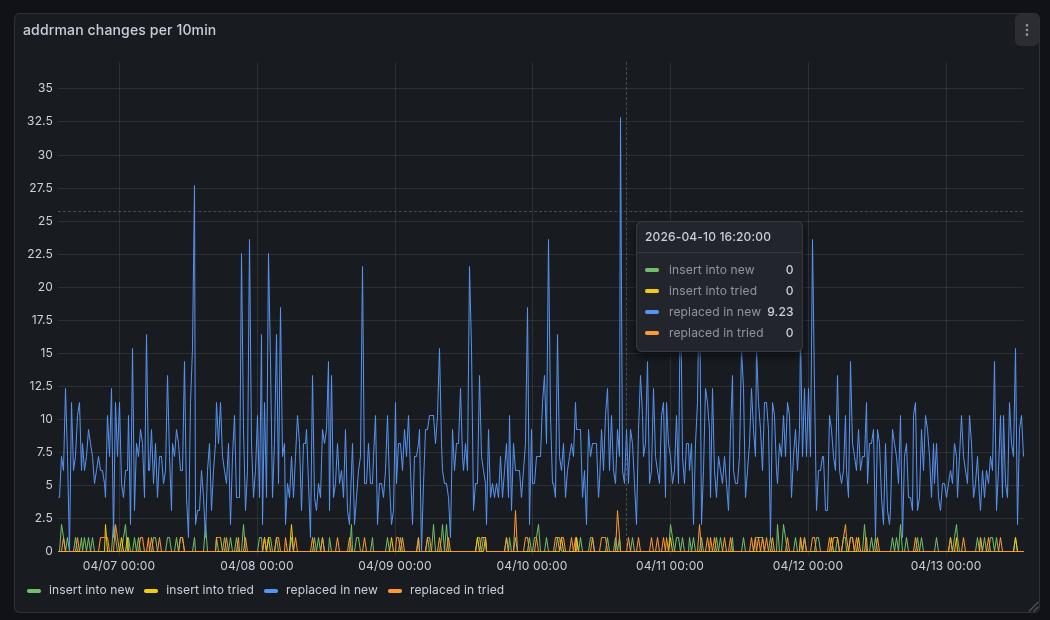 addrman changes per 10min
35
32.5
30
27.5
25
22.5
20
17.5
15
12.5
10
7.5
5
2.5
0
2026-04-10 16:20:00
insert into new 0
insert into tried 0
replaced in new 9.23
replaced in tried 0
04/07 00:00 04/08 00:00 04/09 00:00 04/10 00:00 04/11 00:00 04/12 00:00 04/13 00:00
insert into new insert into tried replaced in new replaced in tried